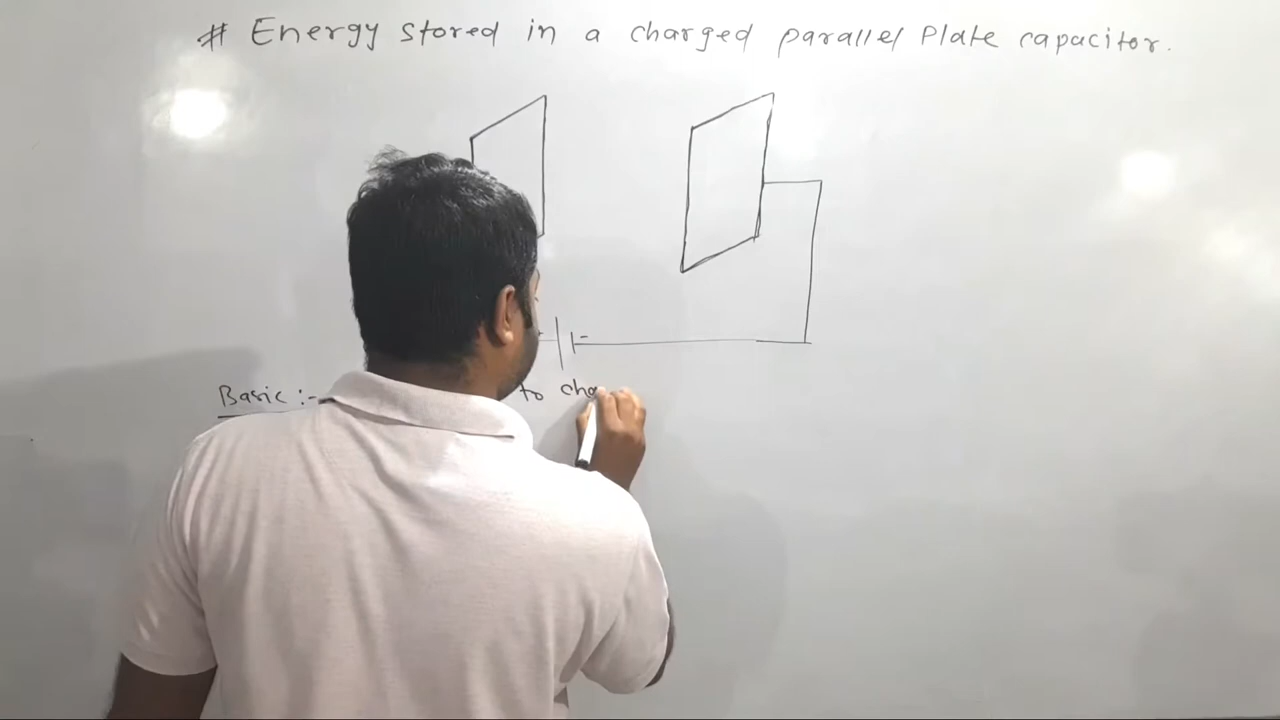 # Energy stored in a charged parallel Plate capacitor.
Basic :- to cha